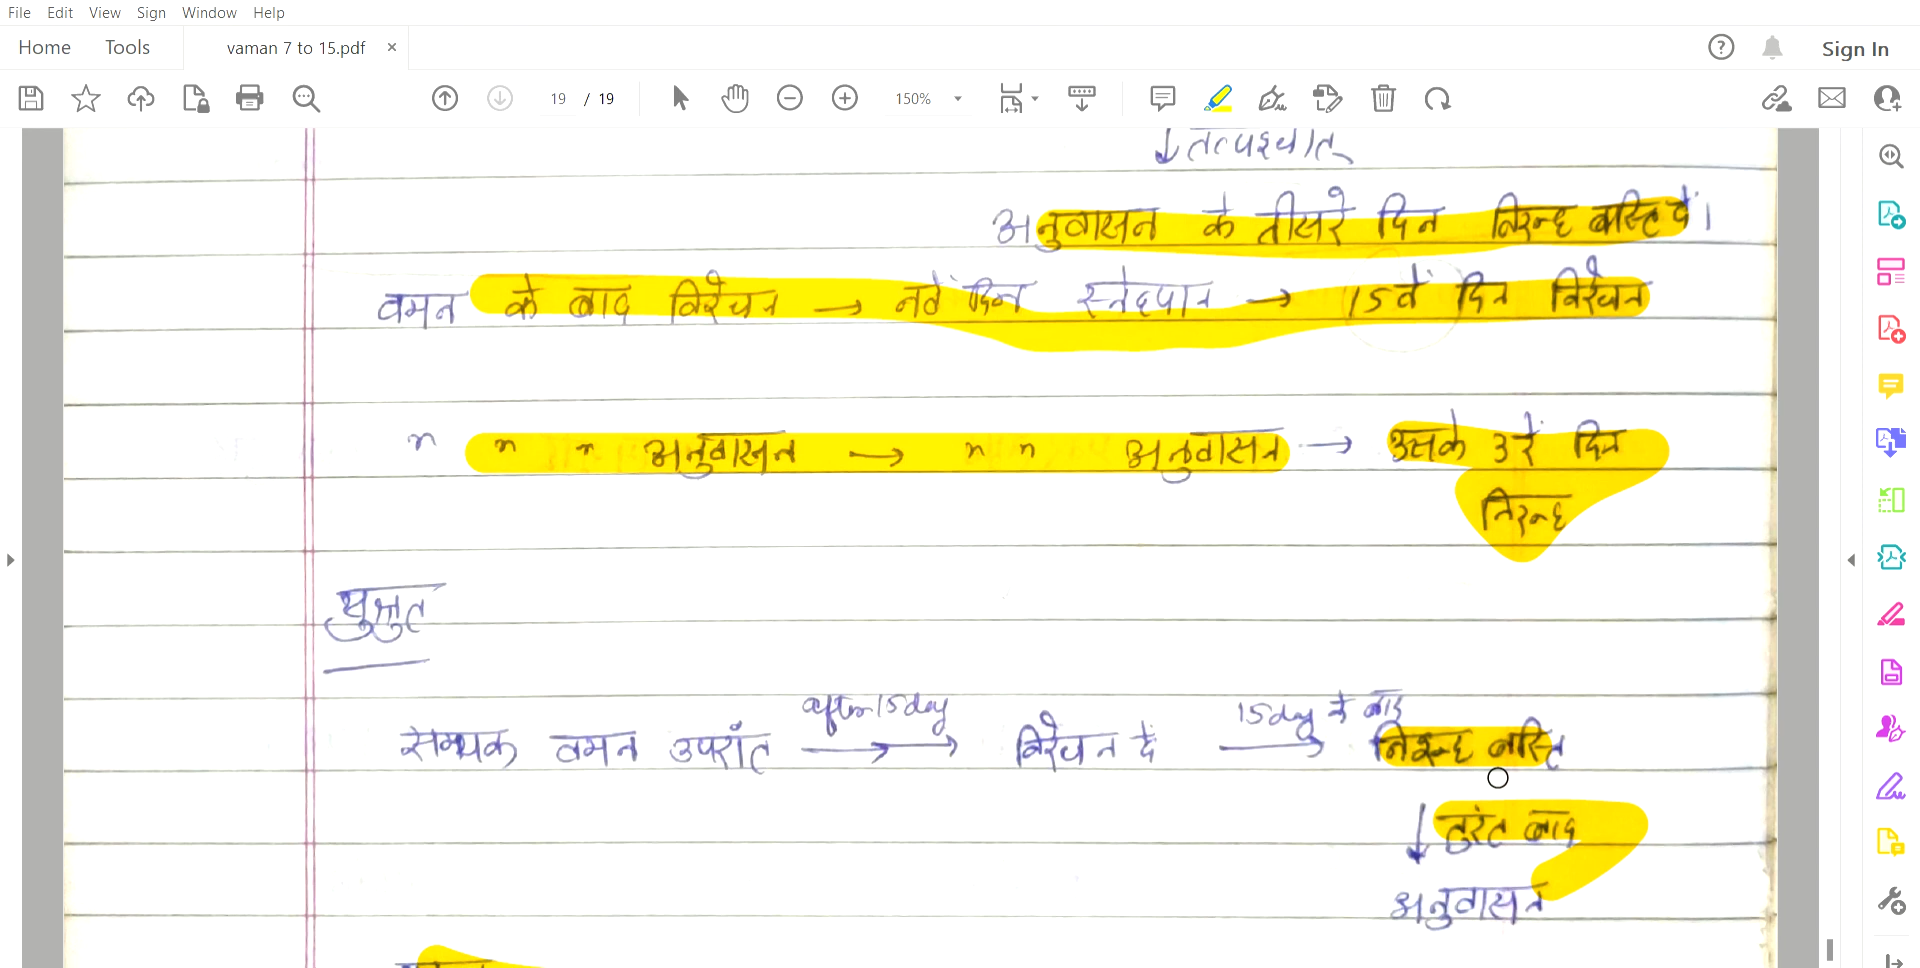 File Edit View Sign Window Help
Home Tools vaman 7 to 15.pdf × Sign In
19 / 19 150%
↓ तत्पश्चात्
अनुवासन के तीसरे दिन निरूह बस्ति दें।
वमन के बाद विरेचन → नवें दिन स्नेहपान → 15वें दिन विरेचन
" " " अनुवासन → " " अनुवासन → उसके 3रे दिन
निरूह
सुश्रुत
सम्यक वमन उपरांत after 15 day → विरेचन दें 15 day के बाद → निरूह बस्ति
↓ तुरंत बाद
अनुवासन